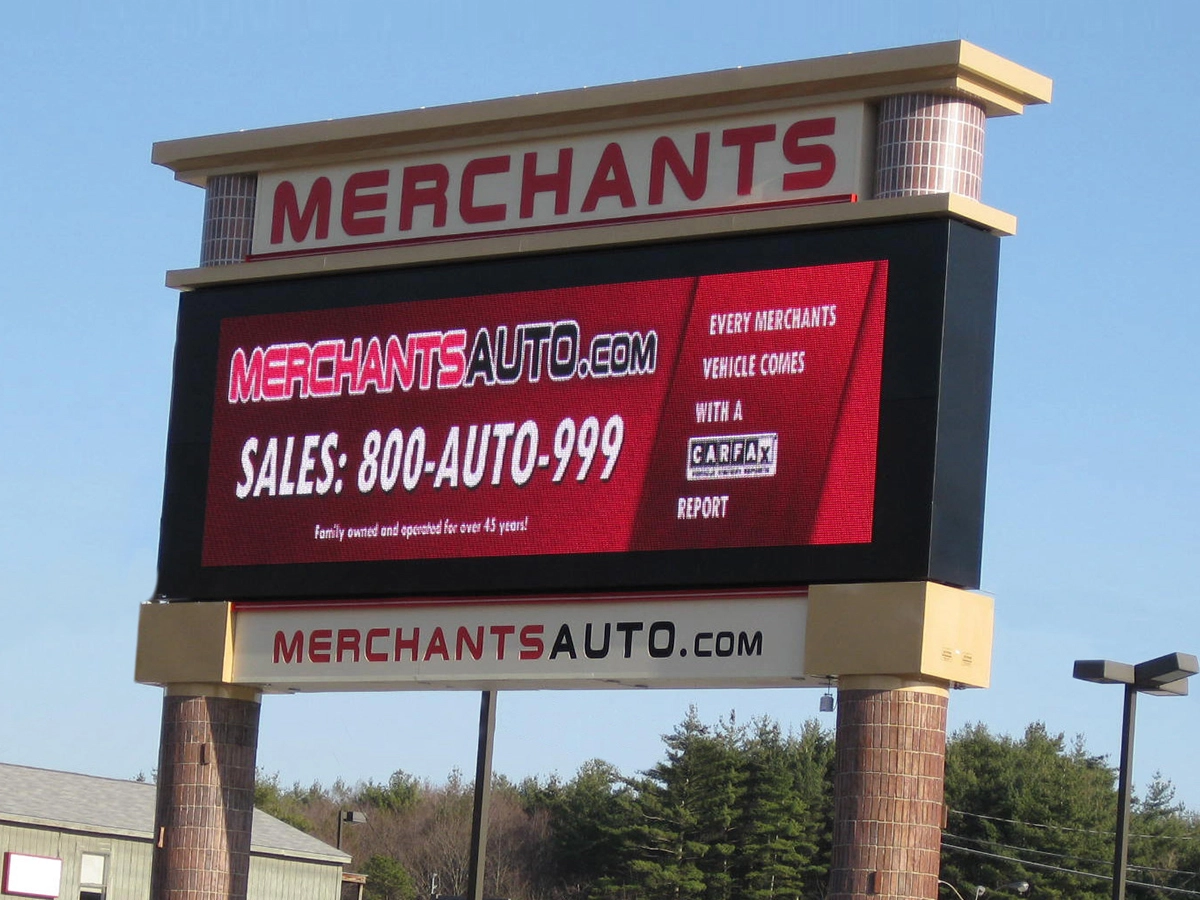 MERCHANTS
MERCHANTSAUTO.COM
SALES: 800-AUTO-999
Family owned and operated for over 45 years!
EVERY MERCHANTS
VEHICLE COMES
WITH A
CARFAX
REPORT
MERCHANTSAUTO.COM